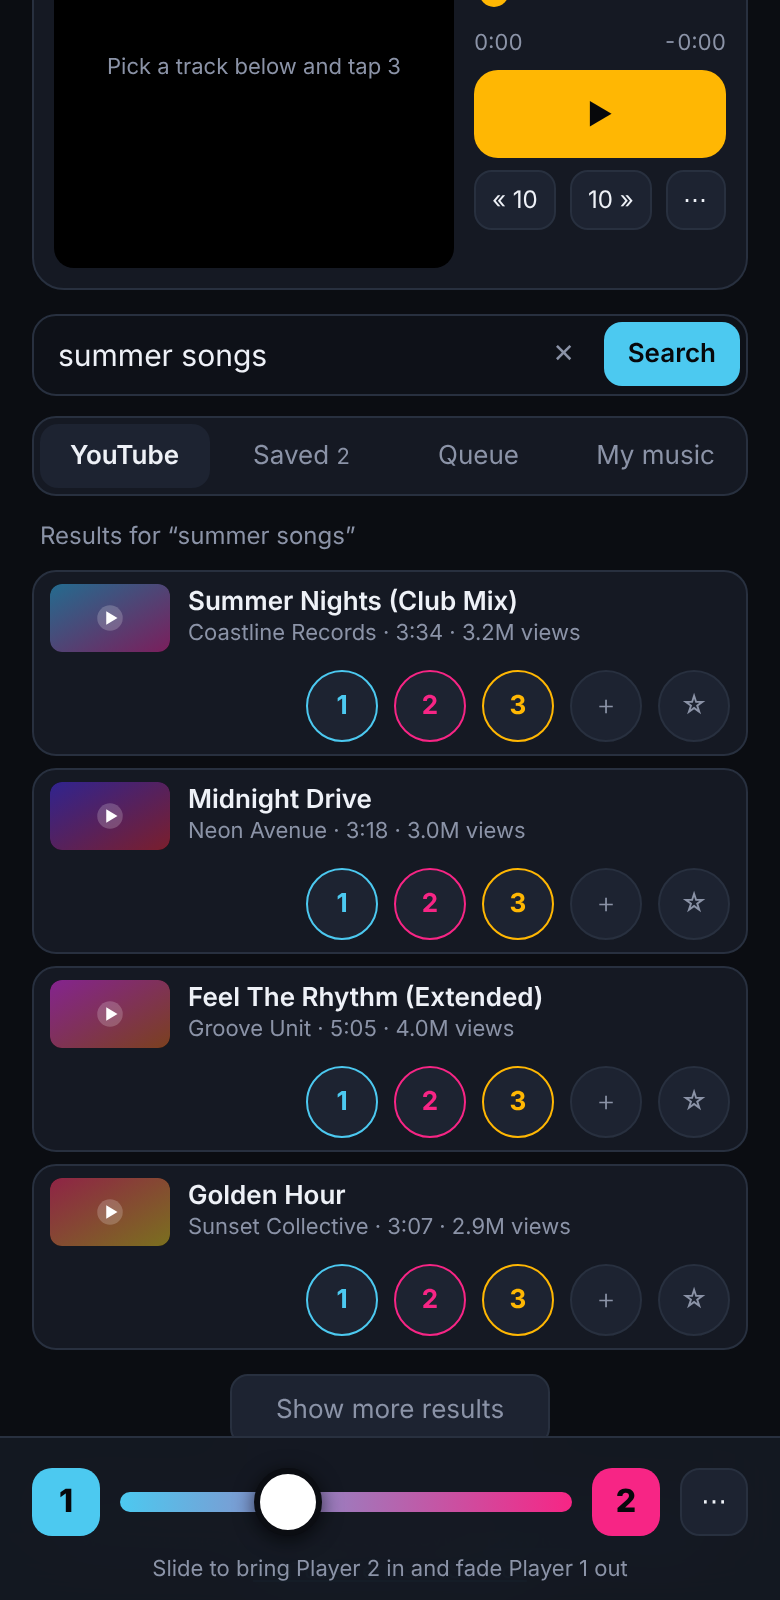 Pick a track below and tap 3
0:00 -0:00
« 10 10 » ···
summer songs × Search
YouTube Saved 2 Queue My music
Results for “summer songs”
Summer Nights (Club Mix)
Coastline Records · 3:34 · 3.2M views
1 2 3 + ☆
Midnight Drive
Neon Avenue · 3:18 · 3.0M views
1 2 3 + ☆
Feel The Rhythm (Extended)
Groove Unit · 5:05 · 4.0M views
1 2 3 + ☆
Golden Hour
Sunset Collective · 3:07 · 2.9M views
1 2 3 + ☆
Show more results
1 2 ···
Slide to bring Player 2 in and fade Player 1 out